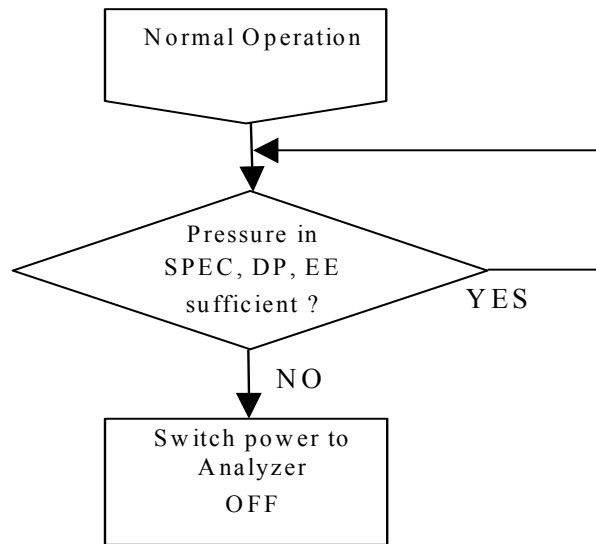 Normal Operation
Pressure in
SPEC, DP, EE
sufficient ?
YES
NO
Switch power to
Analyzer
OFF